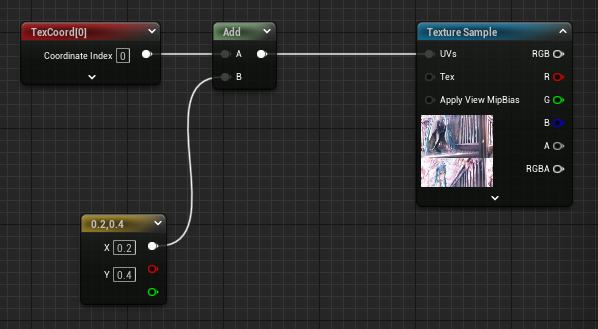 TexCoord[0]
Coordinate Index 0
Add
A
B
Texture Sample
UVs
RGB
Tex
R
Apply View MipBias
G
B
A
RGBA
0.2,0.4
X 0.2
Y 0.4